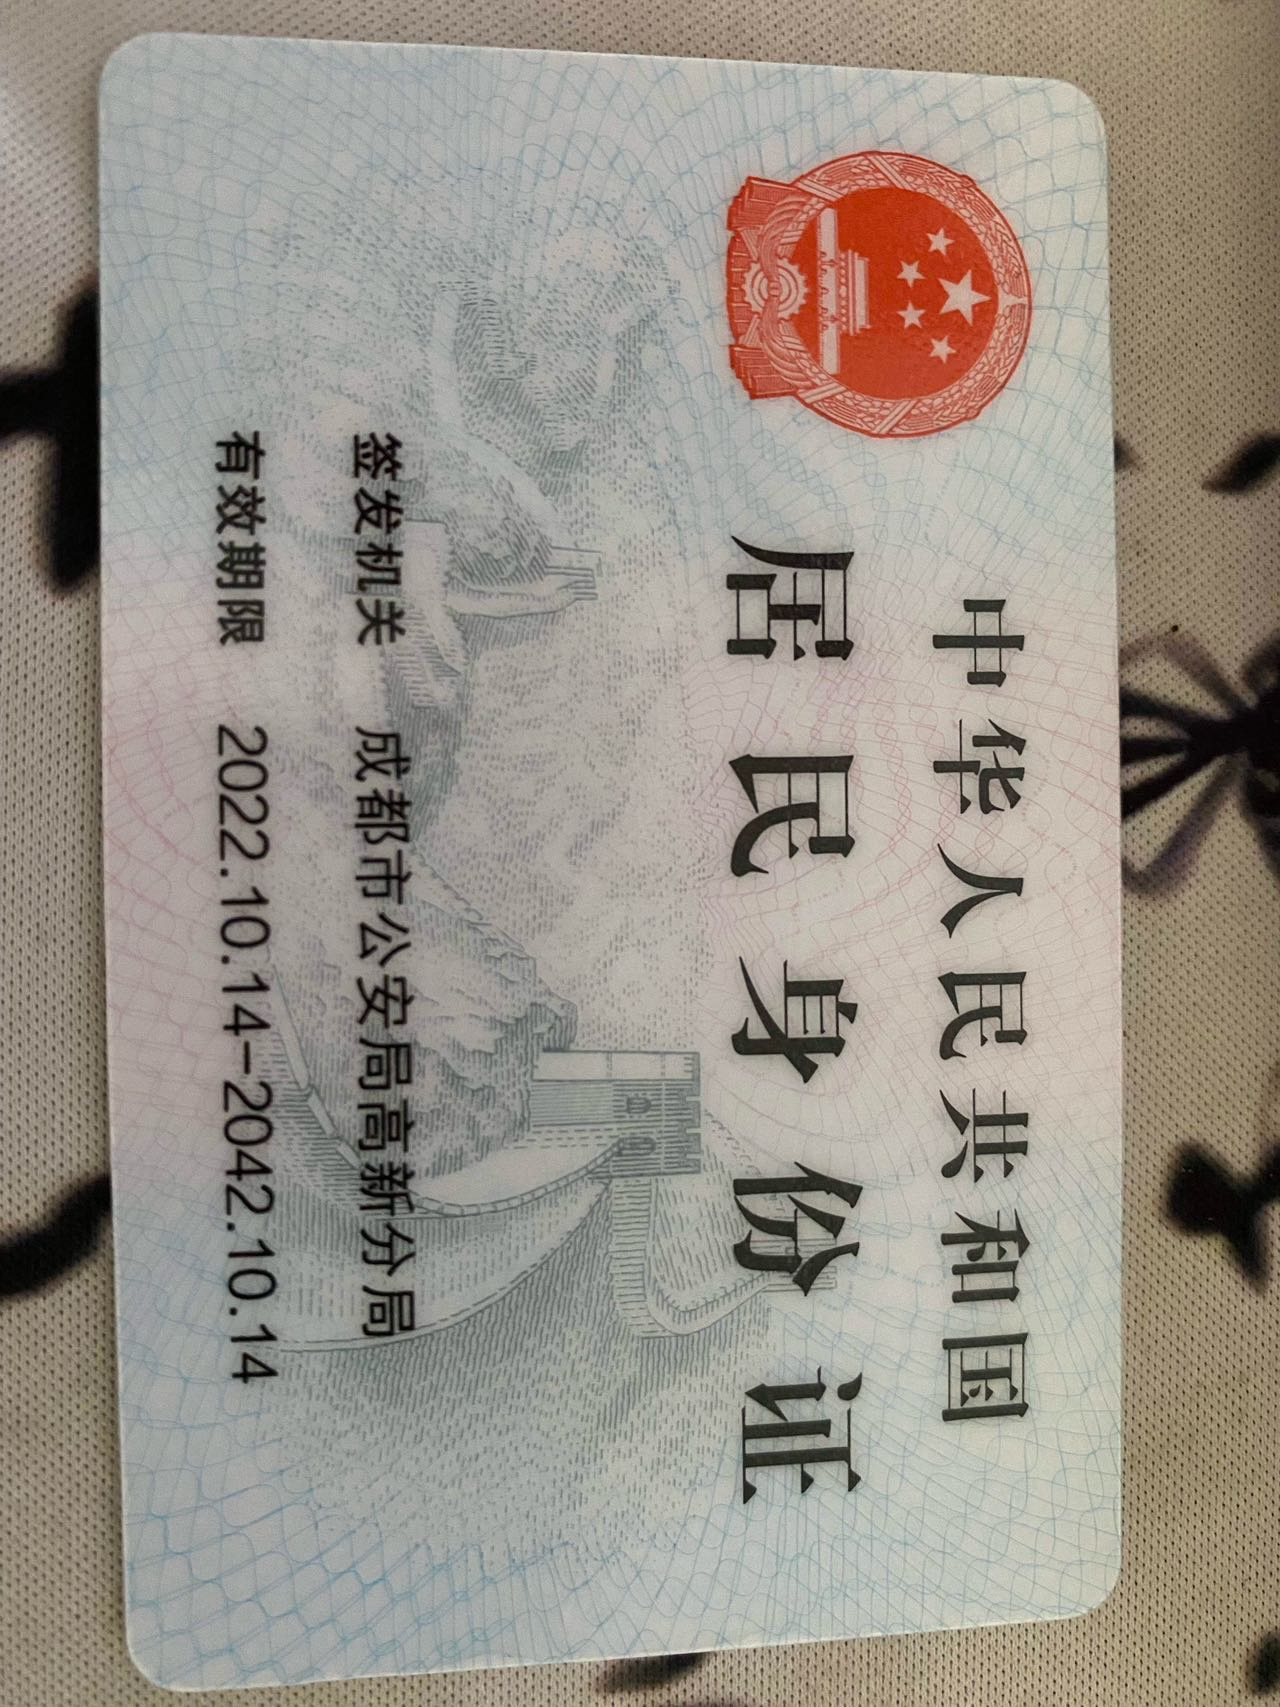 中华人民共和国
居民身份证
签发机关 成都市公安局高新分局
有效期限 2022.10.14-2042.10.14